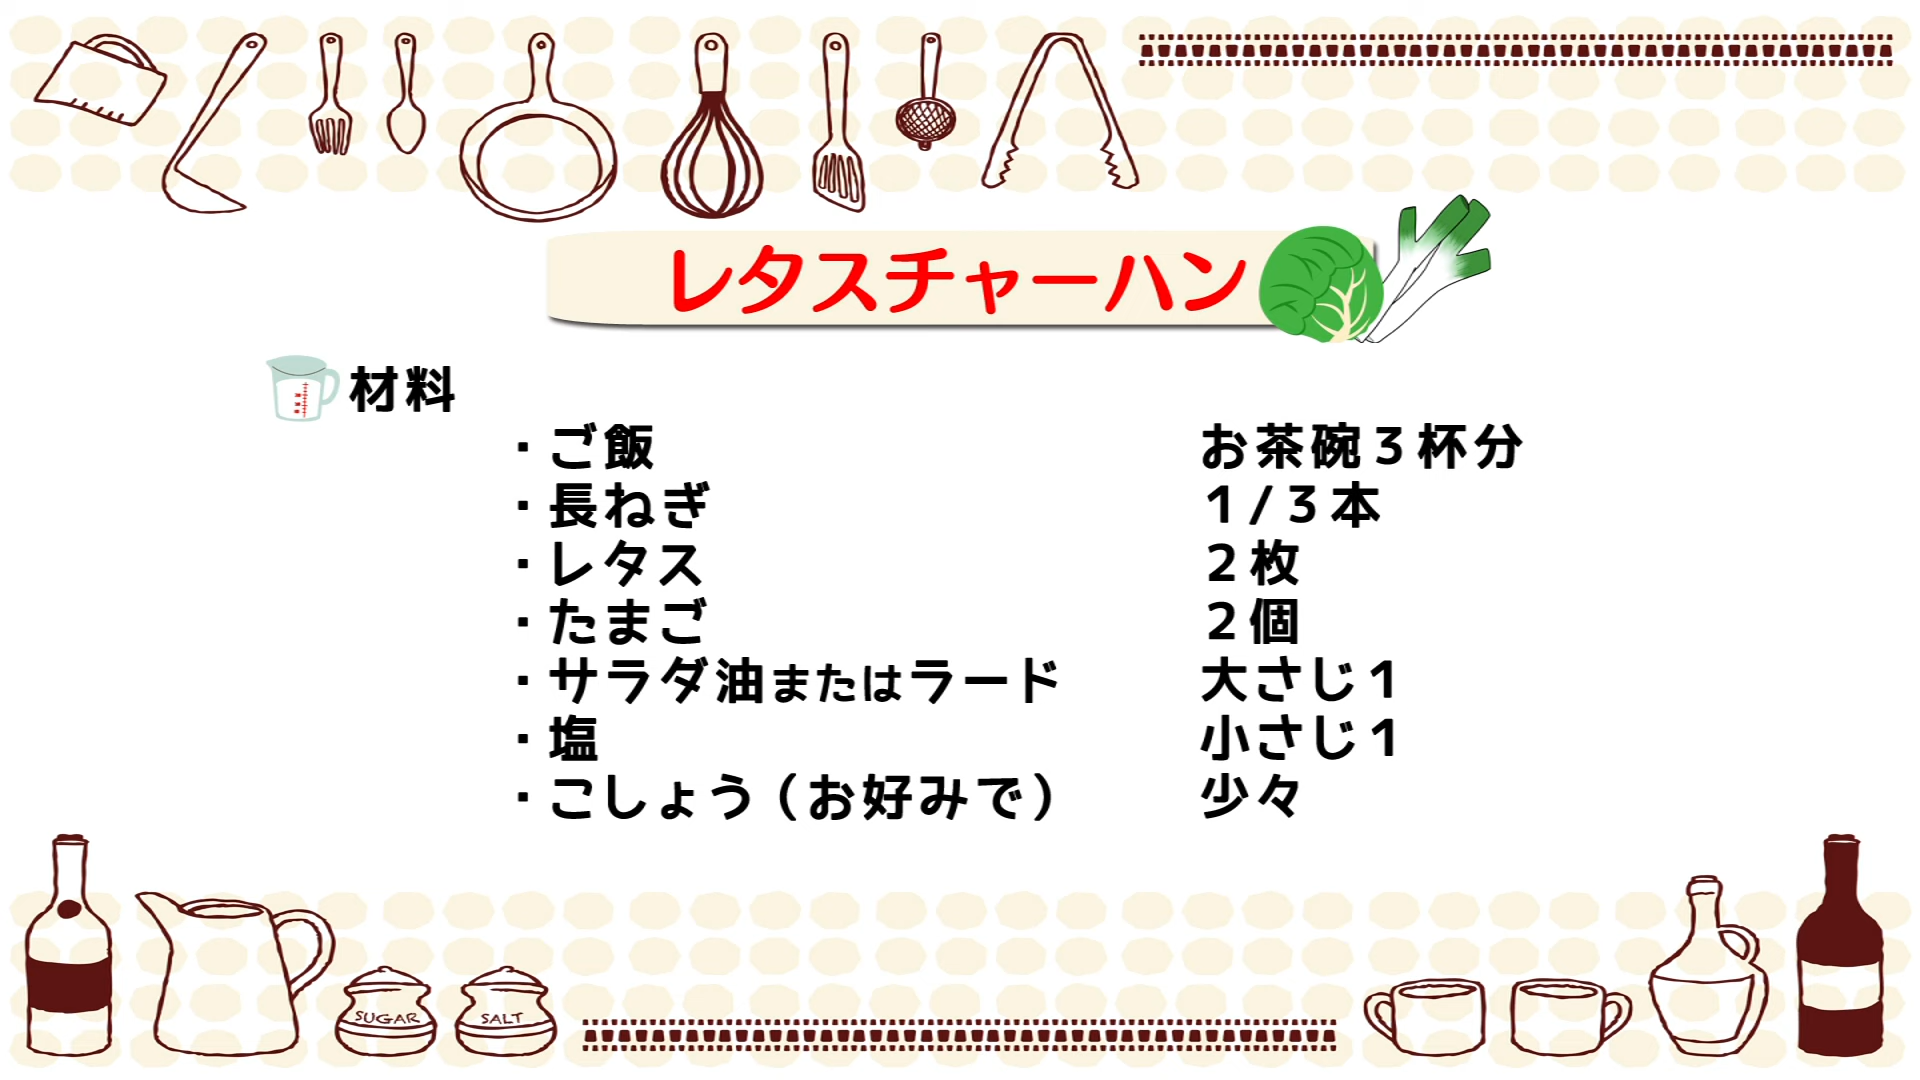 レタスチャーハン
材料
・ご飯 お茶碗３杯分
・長ねぎ １/３本
・レタス ２枚
・たまご ２個
・サラダ油またはラード 大さじ１
・塩 小さじ１
・こしょう（お好みで） 少々
SUGAR SALT